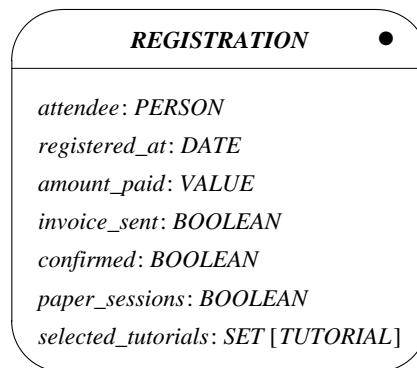 REGISTRATION ●
attendee: PERSON
registered_at: DATE
amount_paid: VALUE
invoice_sent: BOOLEAN
confirmed: BOOLEAN
paper_sessions: BOOLEAN
selected_tutorials: SET [TUTORIAL]